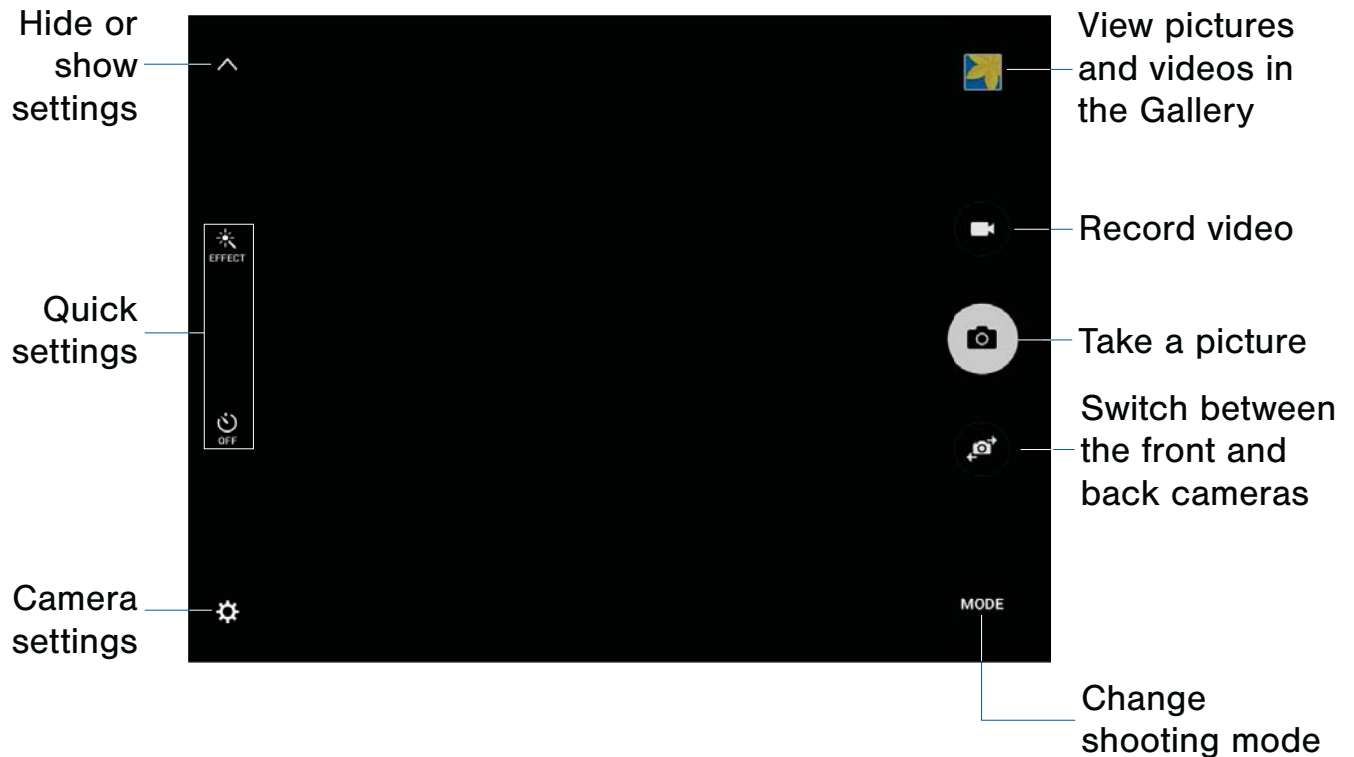 Hide or
show
settings
View pictures
and videos in
the Gallery
EFFECT
Record video
Quick
settings
Take a picture
OFF
Switch between
the front and
back cameras
Camera
settings
MODE
Change
shooting mode